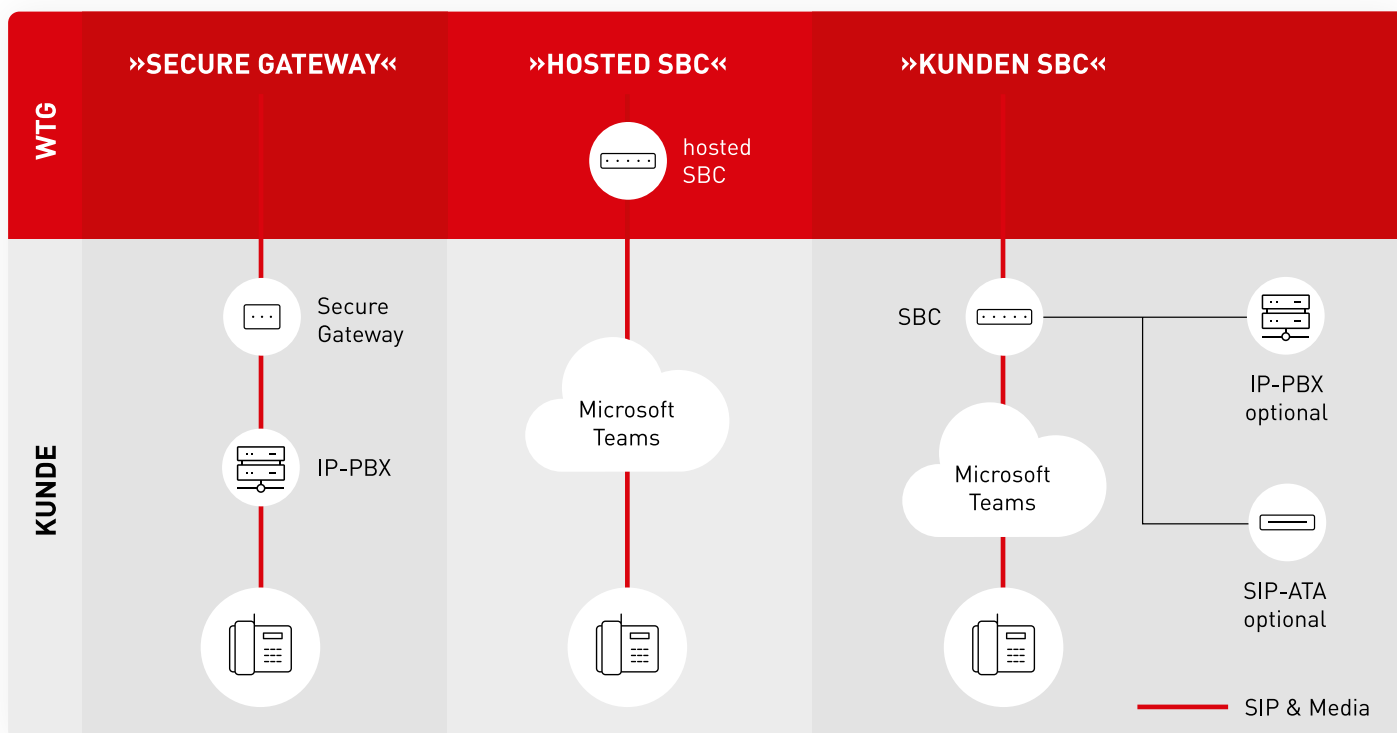 »SECURE GATEWAY«
»HOSTED SBC«
»KUNDEN SBC«
WTG
hosted
SBC
KUNDE
Secure
Gateway
IP-PBX
Microsoft
Teams
SBC
Microsoft
Teams
IP-PBX
optional
SIP-ATA
optional
SIP & Media